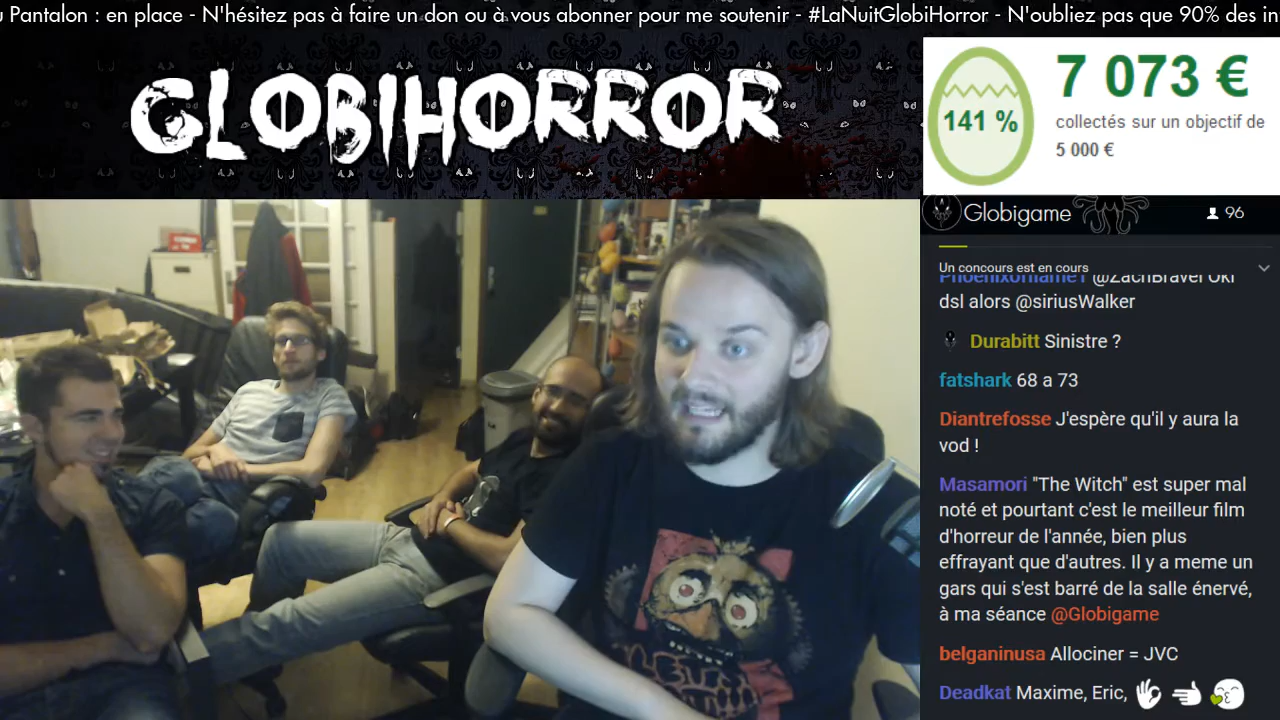 Pantalon : en place - N'hésitez pas à faire un don ou à vous abonner pour me soutenir - #LaNuitGlobiHorror - N'oubliez pas que 90% des in
GLOBIHORROR
141 %
7 073 €
collectés sur un objectif de
5 000 €
Globigame
96
Un concours est en cours
@ZachBraver Oki
dsl alors @siriusWalker
Durabitt Sinistre ?
fatshark 68 a 73
Diantrefosse J'espère qu'il y aura la
vod !
Masamori "The Witch" est super mal
noté et pourtant c'est le meilleur film
d'horreur de l'année, bien plus
effrayant que d'autres. Il y a meme un
gars qui s'est barré de la salle énervé,
à ma séance @Globigame
belganinusa Allociner = JVC
Deadkat Maxime, Eric,
LET'S